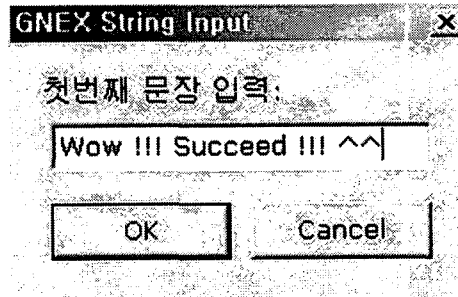 GNEX String Input
첫번째 문장 입력:
Wow !!! Succeed !!! ^^
OK
Cancel